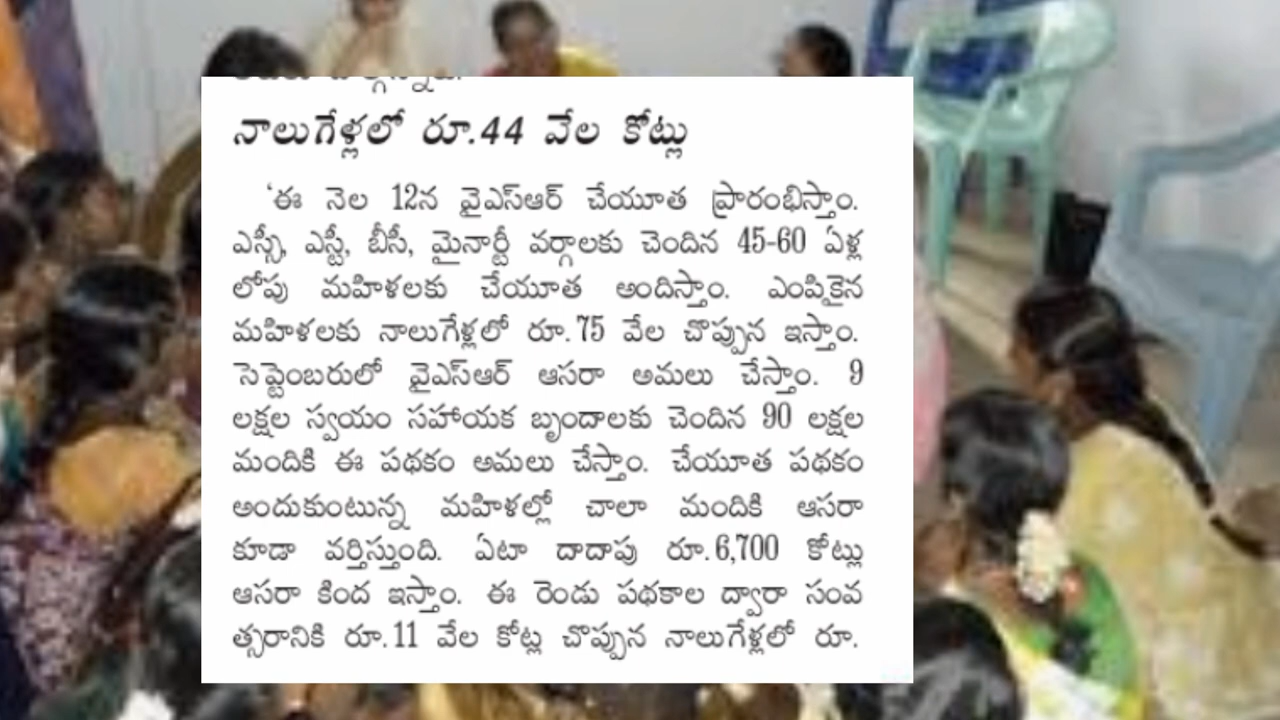 నాలుగేళ్లలో రూ.44 వేల కోట్లు
‘ఈ నెల 12న వైఎస్ఆర్ చేయూత ప్రారంభిస్తాం.
ఎస్సీ, ఎస్టీ, బీసీ, మైనార్టీ వర్గాలకు చెందిన 45-60 ఏళ్ల
లోపు మహిళలకు చేయూత అందిస్తాం. ఎంపికైన
మహిళలకు నాలుగేళ్లలో రూ.75 వేల చొప్పున ఇస్తాం.
సెప్టెంబరులో వైఎస్ఆర్ ఆసరా అమలు చేస్తాం. 9
లక్షల స్వయం సహాయక బృందాలకు చెందిన 90 లక్షల
మందికి ఈ పథకం అమలు చేస్తాం. చేయూత పథకం
అందుకుంటున్న మహిళల్లో చాలా మందికి ఆసరా
కూడా వర్తిస్తుంది. ఏటా దాదాపు రూ.6,700 కోట్లు
ఆసరా కింద ఇస్తాం. ఈ రెండు పథకాల ద్వారా సంవ
త్సరానికి రూ.11 వేల కోట్ల చొప్పున నాలుగేళ్లలో రూ.